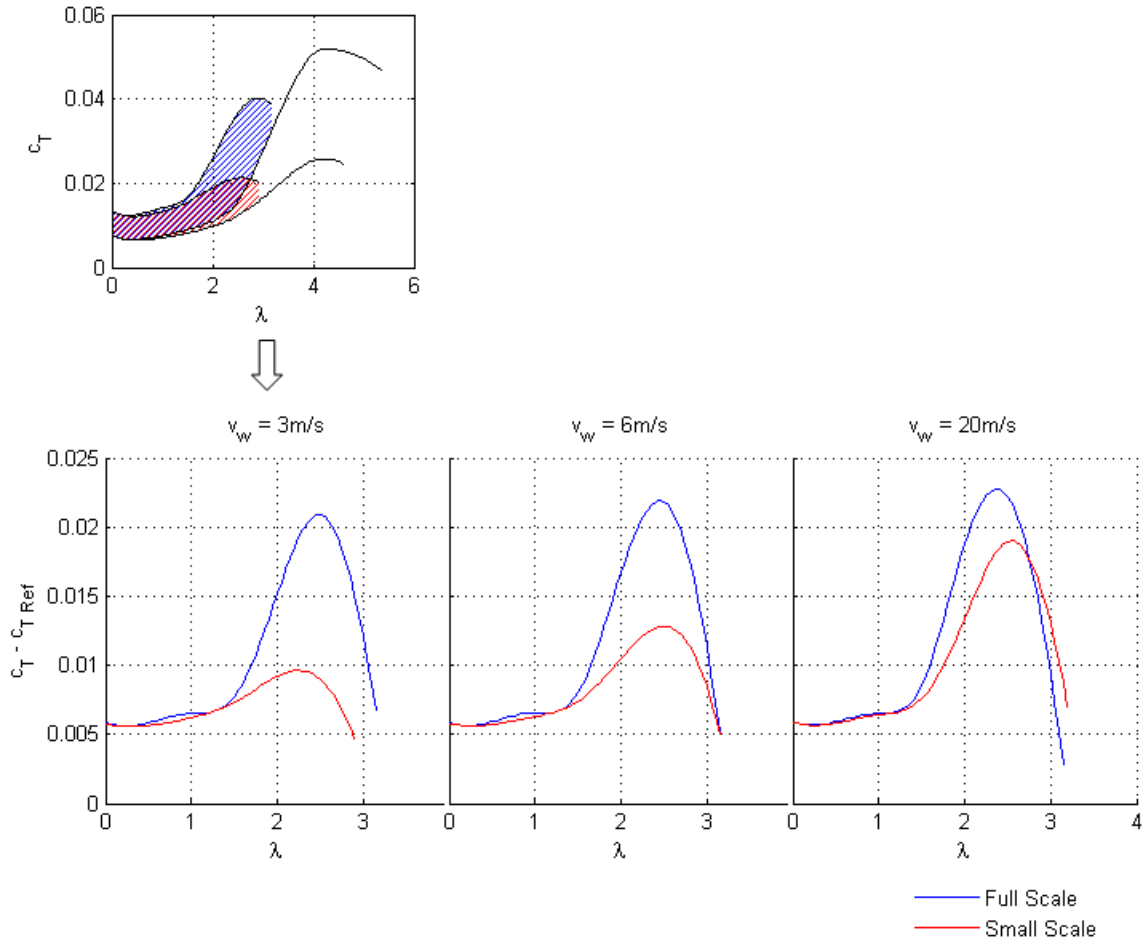 0.06
0.04
0.02
0
c_T
0 2 4 6
λ
v_w = 3m/s v_w = 6m/s v_w = 20m/s
0.025
0.02
0.015
0.01
0.005
0
c_T - c_T Ref
0 1 2 3 0 1 2 3 0 1 2 3 4
λ λ λ
Full Scale
Small Scale